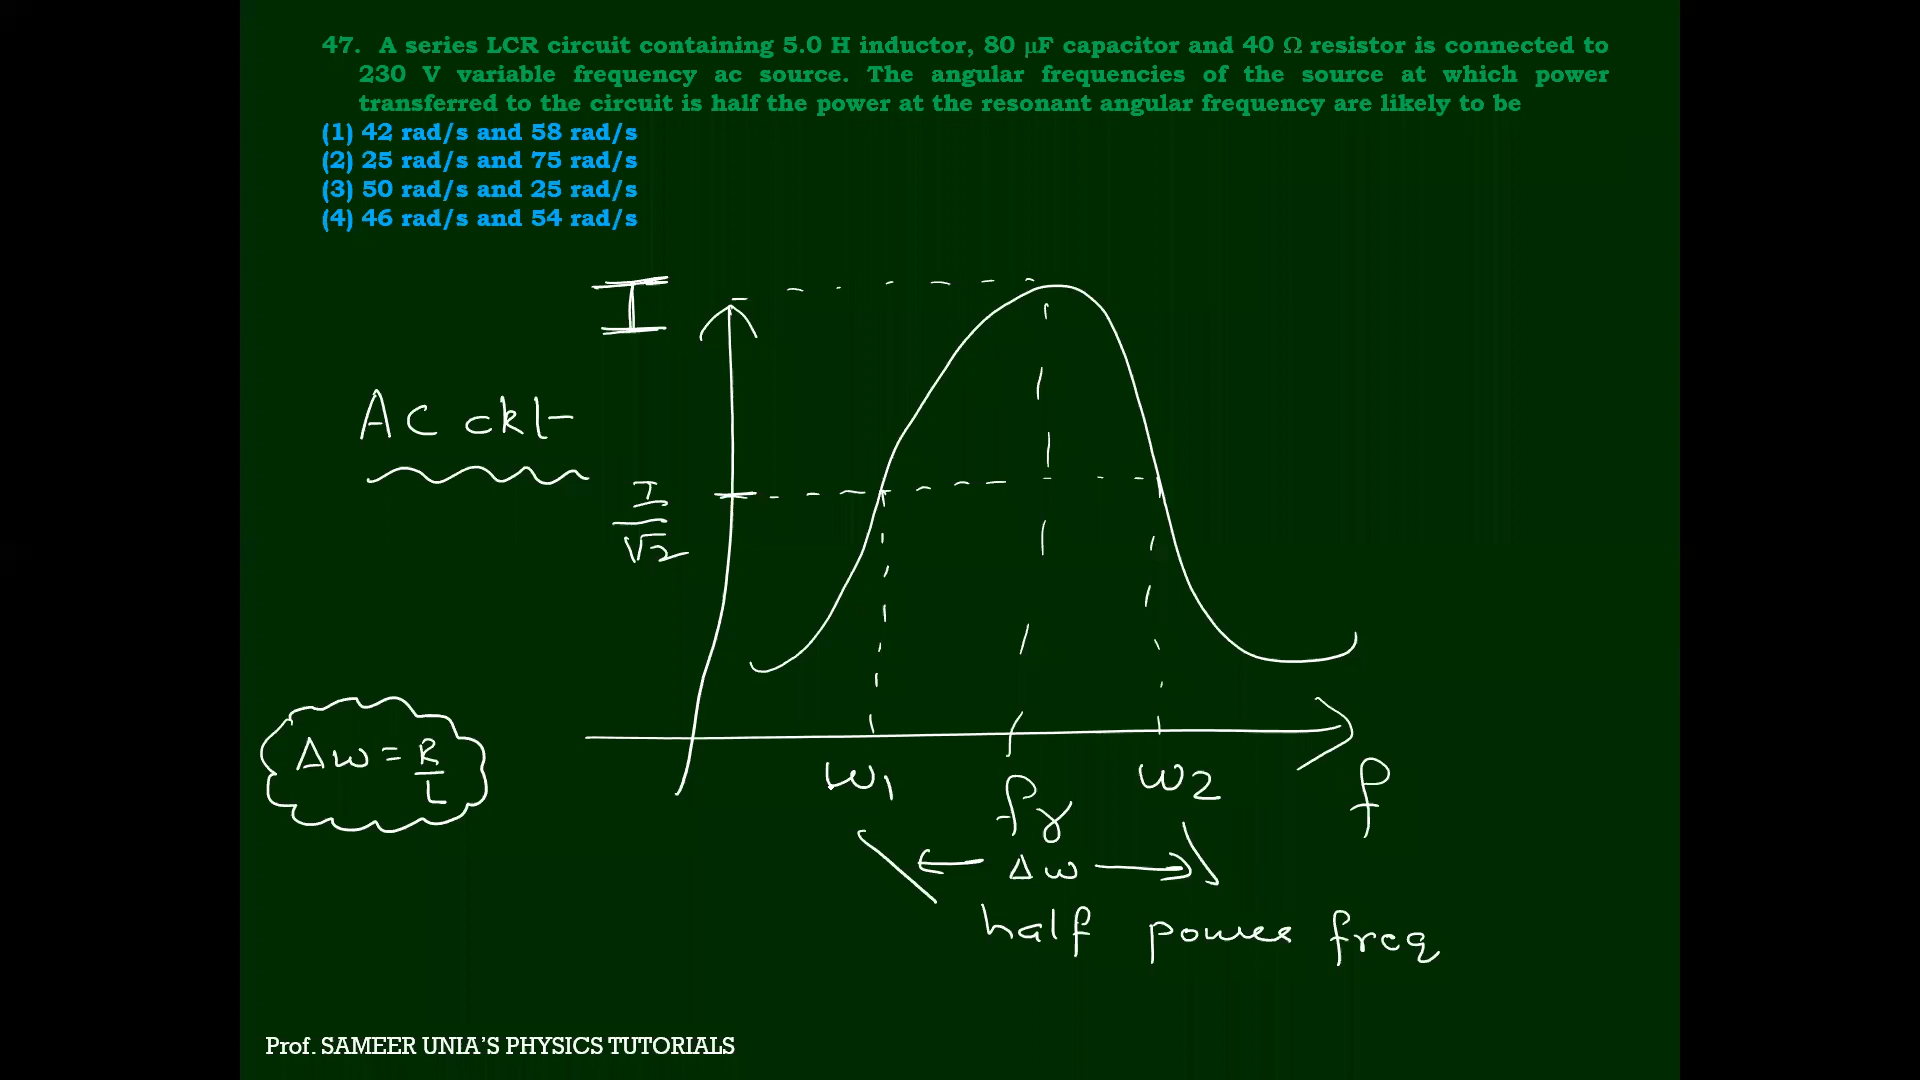 47. A series LCR circuit containing 5.0 H inductor, 80 μF capacitor and 40 Ω resistor is connected to
230 V variable frequency ac source. The angular frequencies of the source at which power
transferred to the circuit is half the power at the resonant angular frequency are likely to be
(1) 42 rad/s and 58 rad/s
(2) 25 rad/s and 75 rad/s
(3) 50 rad/s and 25 rad/s
(4) 46 rad/s and 54 rad/s
I
AC ckt
I/√2
Δω = R/L
ω1 fr ω2 f
Δω
half power freq
Prof. SAMEER UNIA'S PHYSICS TUTORIALS